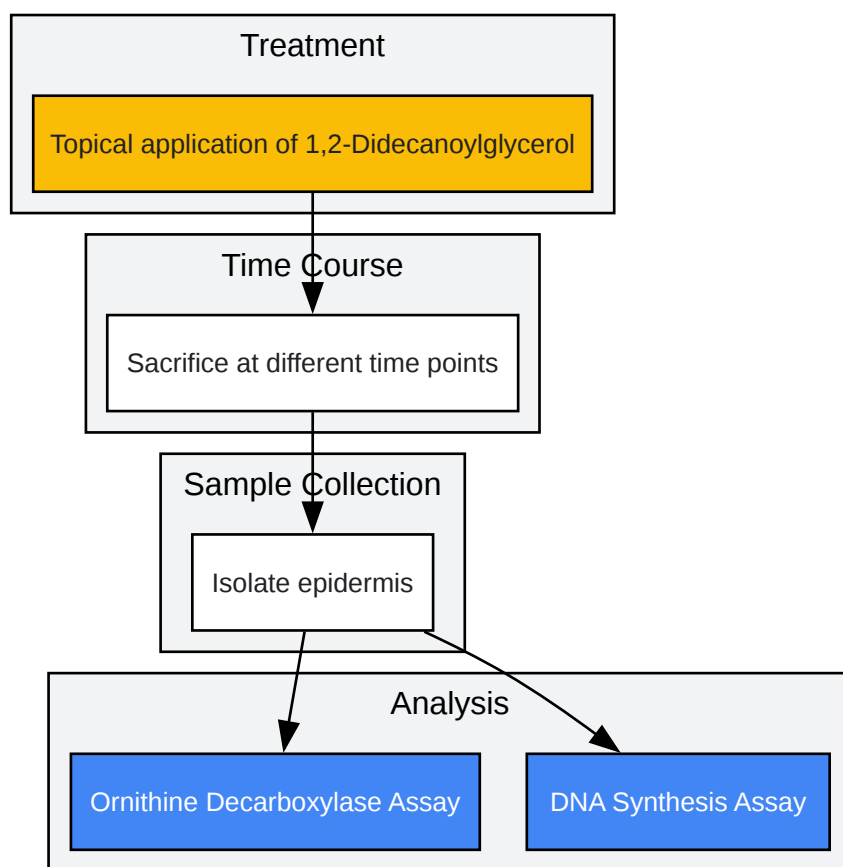 Treatment
Topical application of 1,2-Didecanoylglycerol
Time Course
Sacrifice at different time points
Sample Collection
Isolate epidermis
Analysis
Ornithine Decarboxylase Assay
DNA Synthesis Assay